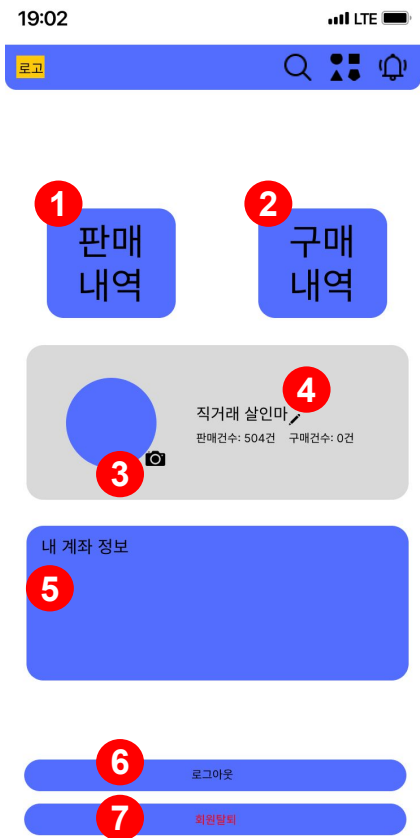 19:02 LTE
로고
1 2
판매 구매
내역 내역
4
직거래 살인마
판매건수: 504건 구매건수: 0건
3
내 계좌 정보
5
6 로그아웃
7 회원탈퇴